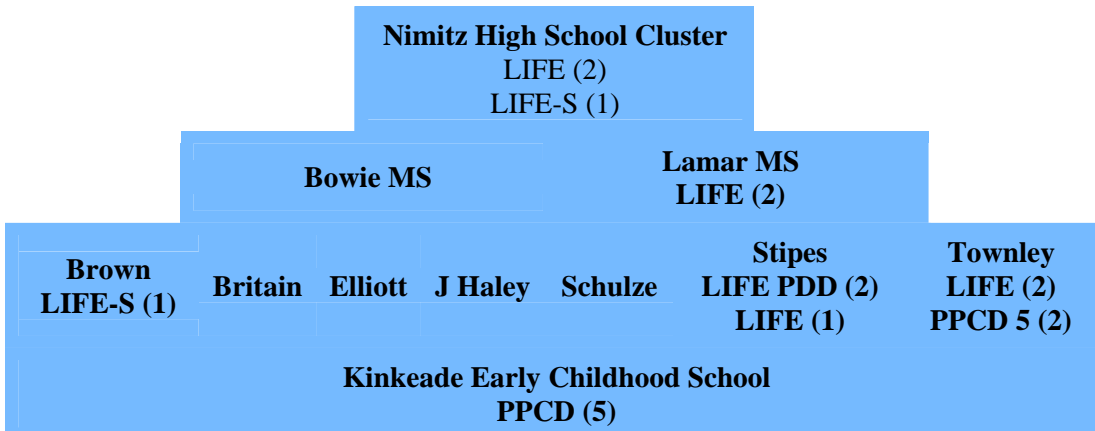 Nimitz High School Cluster
LIFE (2)
LIFE-S (1)
Bowie MS
Lamar MS
LIFE (2)
Brown
LIFE-S (1)
Britain
Elliott
J Haley
Schulze
Stipes
LIFE PDD (2)
LIFE (1)
Townley
LIFE (2)
PPCD 5 (2)
Kinkeade Early Childhood School
PPCD (5)